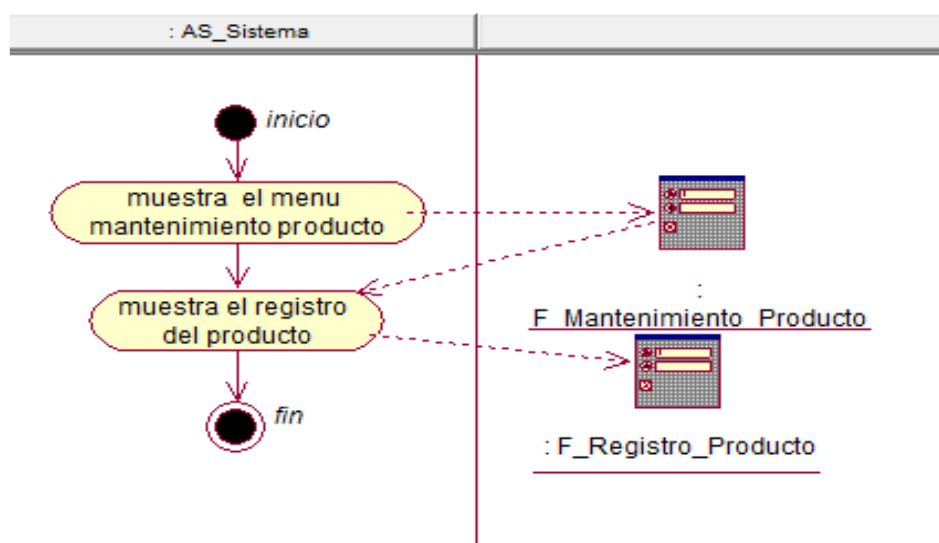 : AS_Sistema
inicio
muestra el menu
mantenimiento producto
muestra el registro
del producto
fin
:
F_Mantenimiento_Producto
: F_Registro_Producto